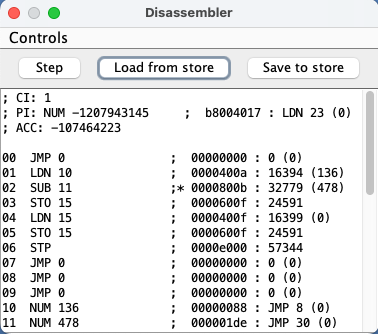 Disassembler
Controls
Step Load from store Save to store
; CI: 1
; PI: NUM -1207943145 ; b8004017 : LDN 23 (0)
; ACC: -107464223
00 JMP 0 ; 00000000 : 0 (0)
01 LDN 10 ; 0000400a : 16394 (136)
02 SUB 11 ;* 0000800b : 32779 (478)
03 STO 15 ; 0000600f : 24591
04 LDN 15 ; 0000400f : 16399 (0)
05 STO 15 ; 0000600f : 24591
06 STP ; 0000e000 : 57344
07 JMP 0 ; 00000000 : 0 (0)
08 JMP 0 ; 00000000 : 0 (0)
09 JMP 0 ; 00000000 : 0 (0)
10 NUM 136 ; 00000088 : JMP 8 (0)
11 NUM 478 ; 000001de : JMP 30 (0)